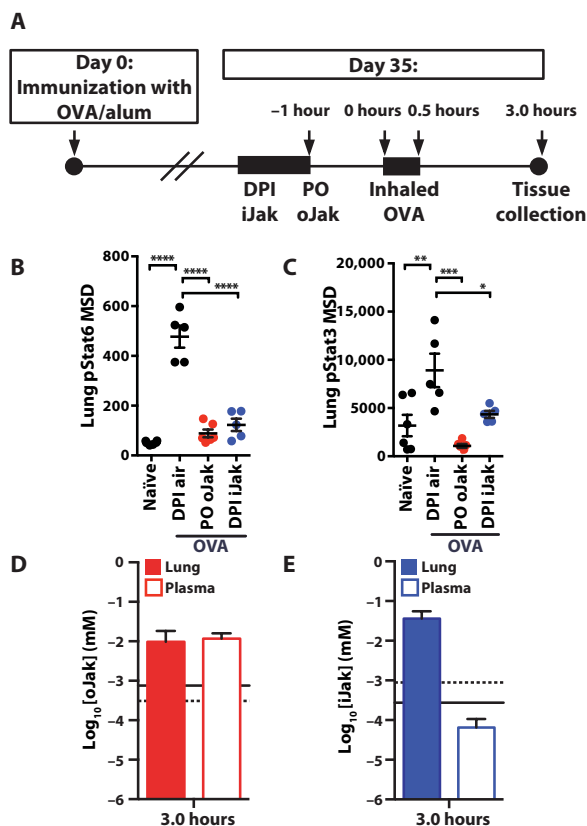 A
Day 0:
Immunization with
OVA/alum
Day 35:
–1 hour
0 hours
0.5 hours
3.0 hours
DPI
iJak
PO
oJak
Inhaled
OVA
Tissue
collection
B
Lung pStat6 MSD
800
600
400
200
0
****
****
****
Naïve
DPI air
PO oJak
DPI iJak
OVA
C
Lung pStat3 MSD
20,000
15,000
10,000
5000
0
**
***
*
Naïve
DPI air
PO oJak
DPI iJak
OVA
D
Log10 [oJak] (mM)
0
–1
–2
–3
–4
–5
–6
Lung
Plasma
3.0 hours
E
Log10 [iJak] (mM)
0
–1
–2
–3
–4
–5
–6
Lung
Plasma
3.0 hours